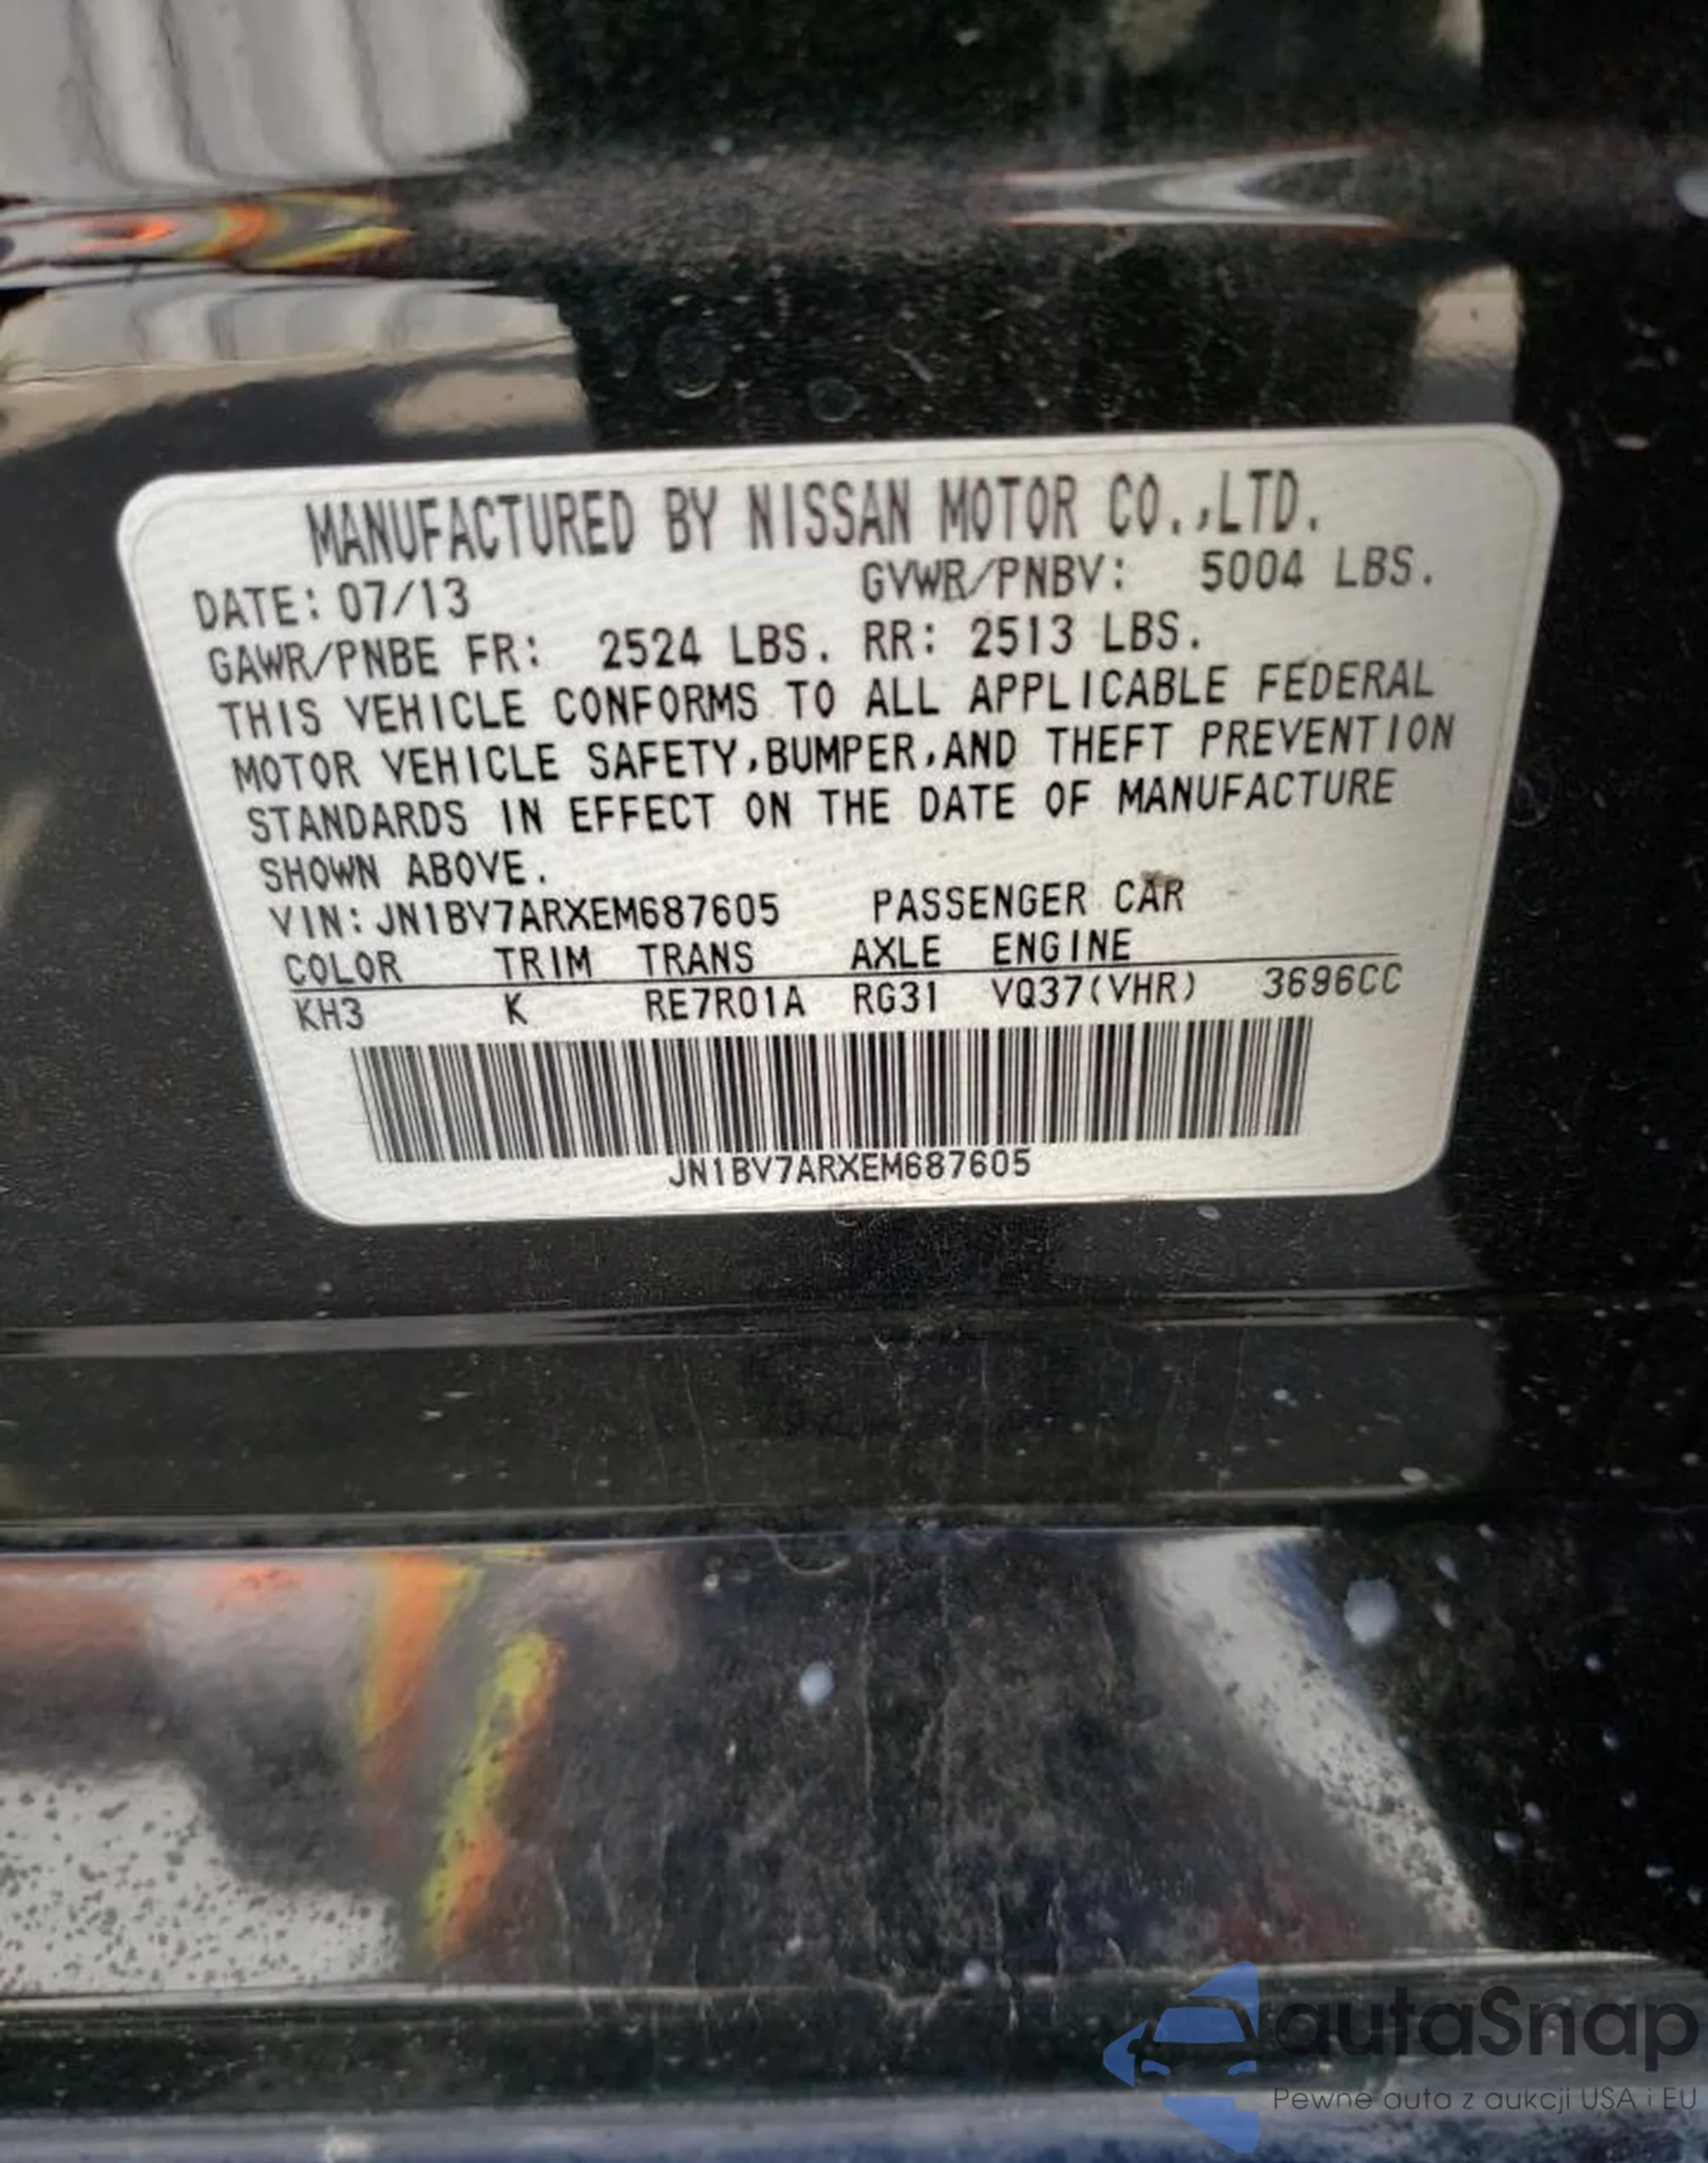 MANUFACTURED BY NISSAN MOTOR CO.,LTD.
DATE: 07/13 GVWR/PNBV: 5004 LBS.
GAWR/PNBE FR: 2524 LBS. RR: 2513 LBS.
THIS VEHICLE CONFORMS TO ALL APPLICABLE FEDERAL
MOTOR VEHICLE SAFETY,BUMPER,AND THEFT PREVENTION
STANDARDS IN EFFECT ON THE DATE OF MANUFACTURE
SHOWN ABOVE.
VIN:JN1BV7ARXEM687605 PASSENGER CAR
COLOR TRIM TRANS AXLE ENGINE
KH3 K RE7R01A RG31 VQ37(VHR) 3696CC
JN1BV7ARXEM687605
autaSnap
Pewne auta z aukcji USA i EU